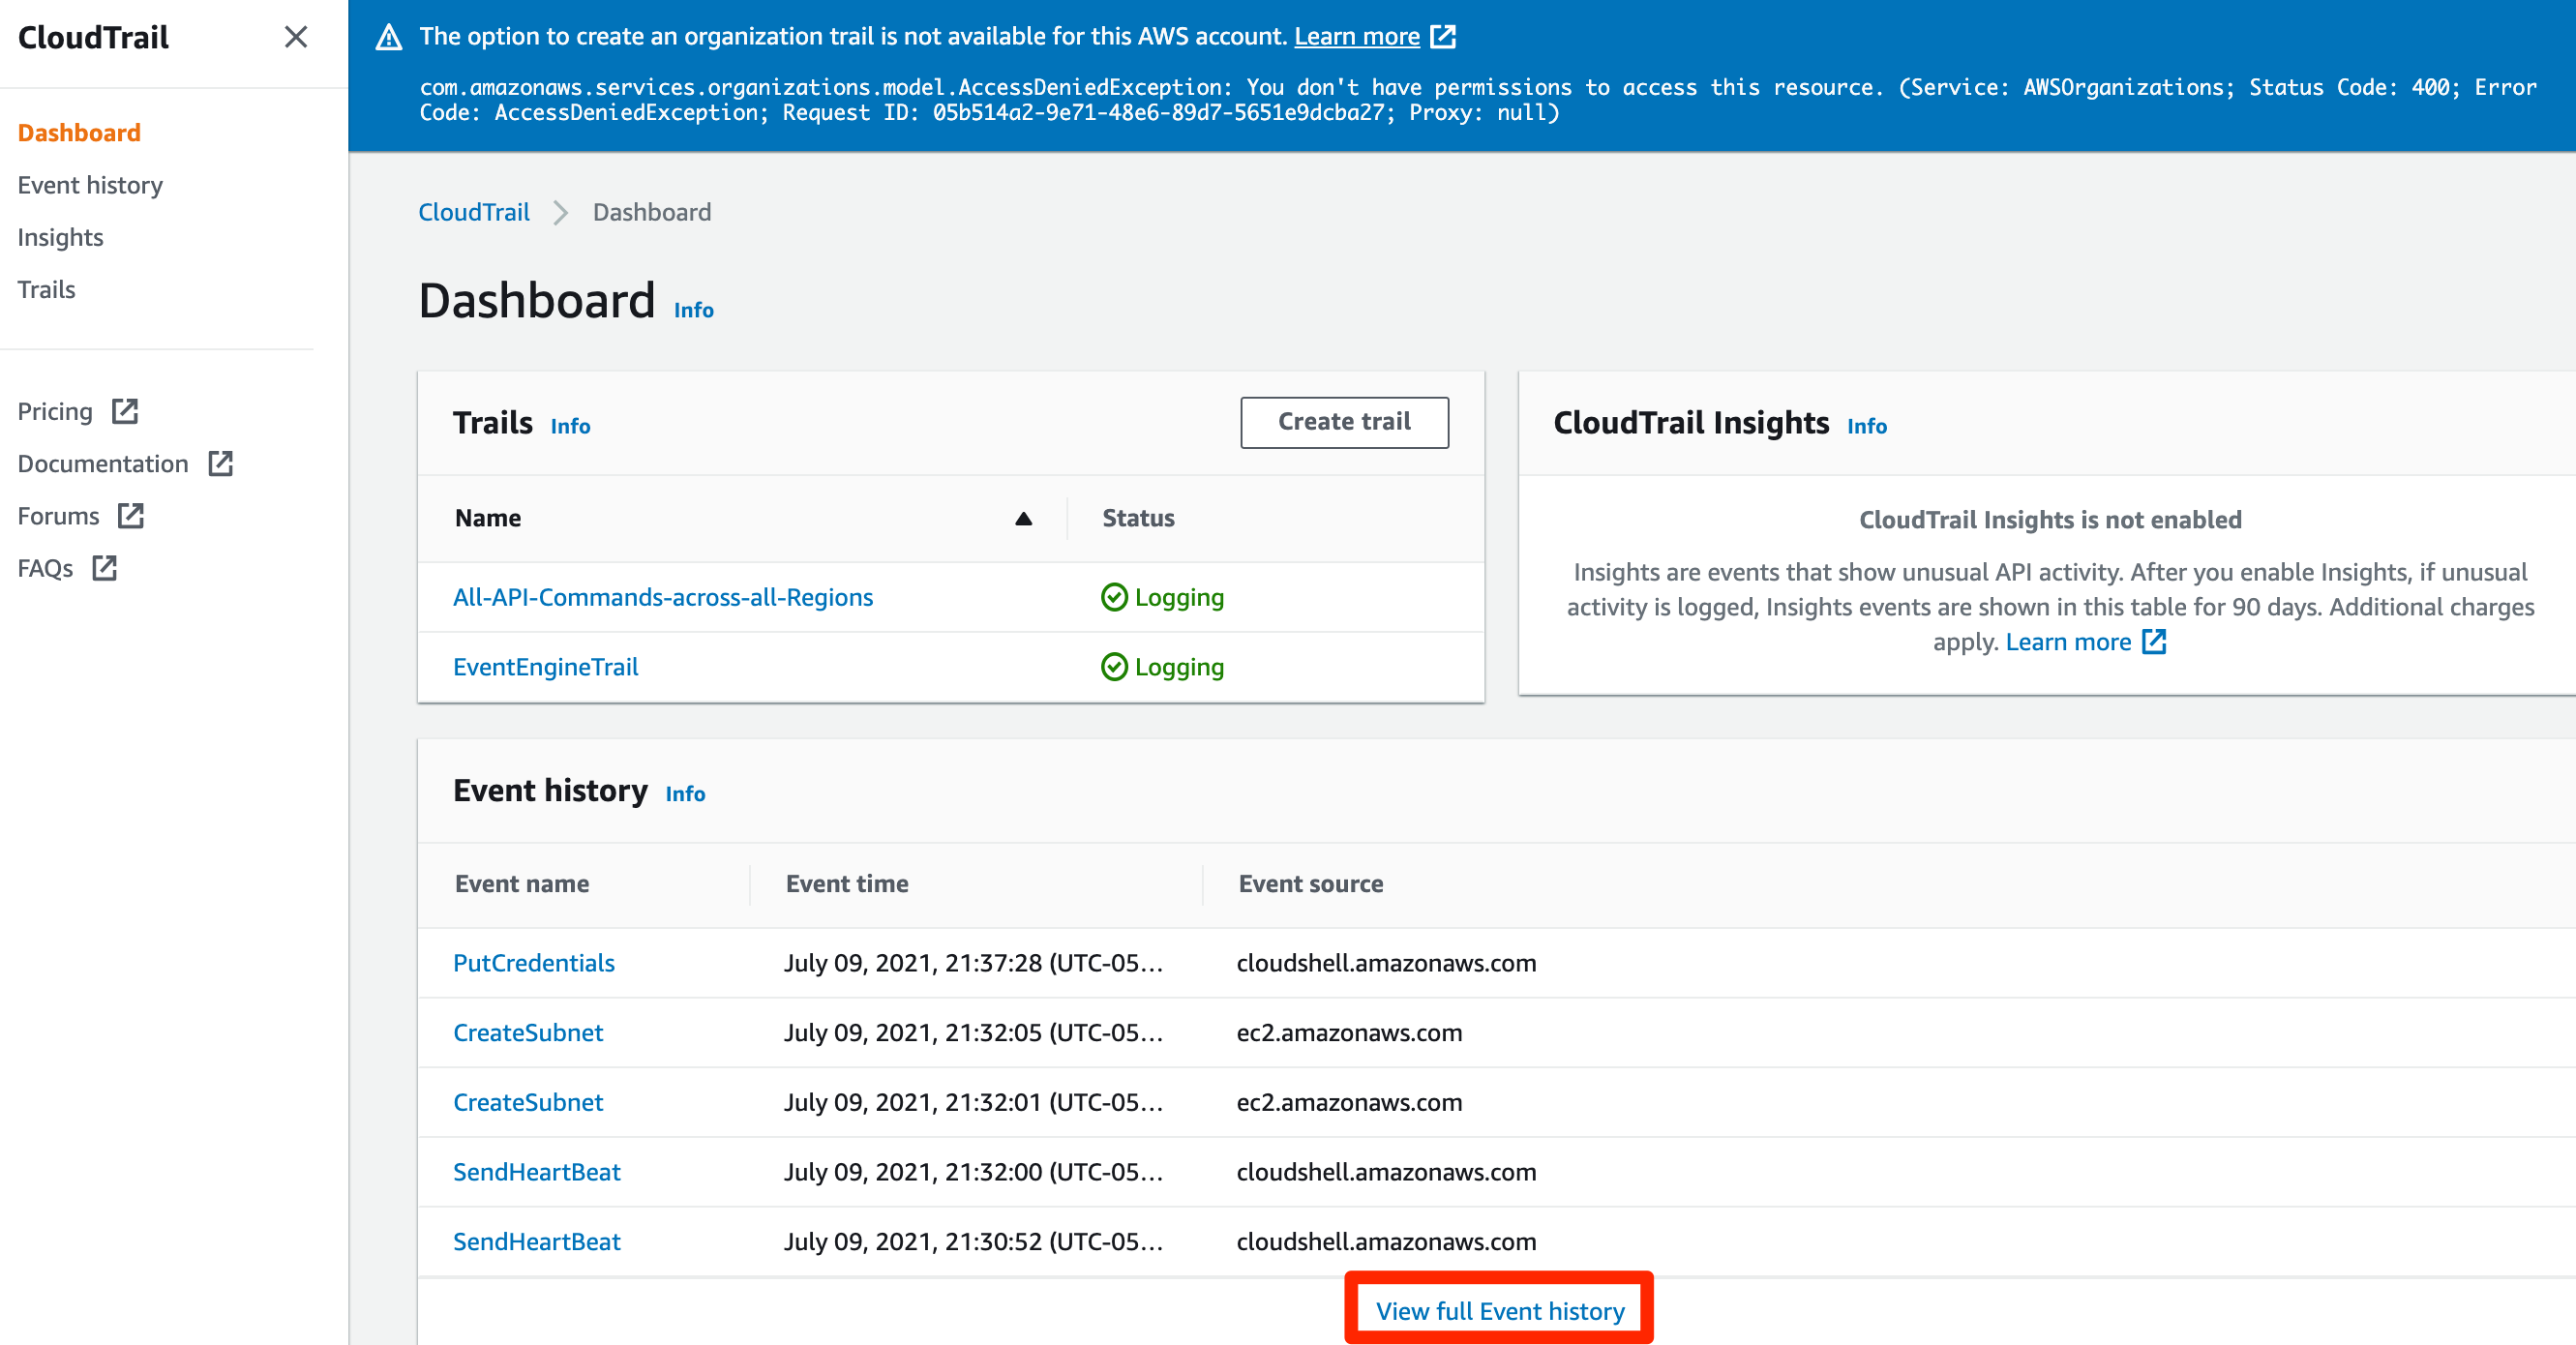 CloudTrail
Dashboard
Event history
Insights
Trails
Pricing
Documentation
Forums
FAQs
The option to create an organization trail is not available for this AWS account. Learn more
com.amazonaws.services.organizations.model.AccessDeniedException: You don't have permissions to access this resource. (Service: AWSOrganizations; Status Code: 400; Error
Code: AccessDeniedException; Request ID: 05b514a2-9e71-48e6-89d7-5651e9dcba27; Proxy: null)
CloudTrail Dashboard
Dashboard Info
Trails Info Create trail
Name Status
All-API-Commands-across-all-Regions Logging
EventEngineTrail Logging
CloudTrail Insights Info
CloudTrail Insights is not enabled
Insights are events that show unusual API activity. After you enable Insights, if unusual
activity is logged, Insights events are shown in this table for 90 days. Additional charges
apply. Learn more
Event history Info
Event name Event time Event source
PutCredentials July 09, 2021, 21:37:28 (UTC-05... cloudshell.amazonaws.com
CreateSubnet July 09, 2021, 21:32:05 (UTC-05... ec2.amazonaws.com
CreateSubnet July 09, 2021, 21:32:01 (UTC-05... ec2.amazonaws.com
SendHeartBeat July 09, 2021, 21:32:00 (UTC-05... cloudshell.amazonaws.com
SendHeartBeat July 09, 2021, 21:30:52 (UTC-05... cloudshell.amazonaws.com
View full Event history